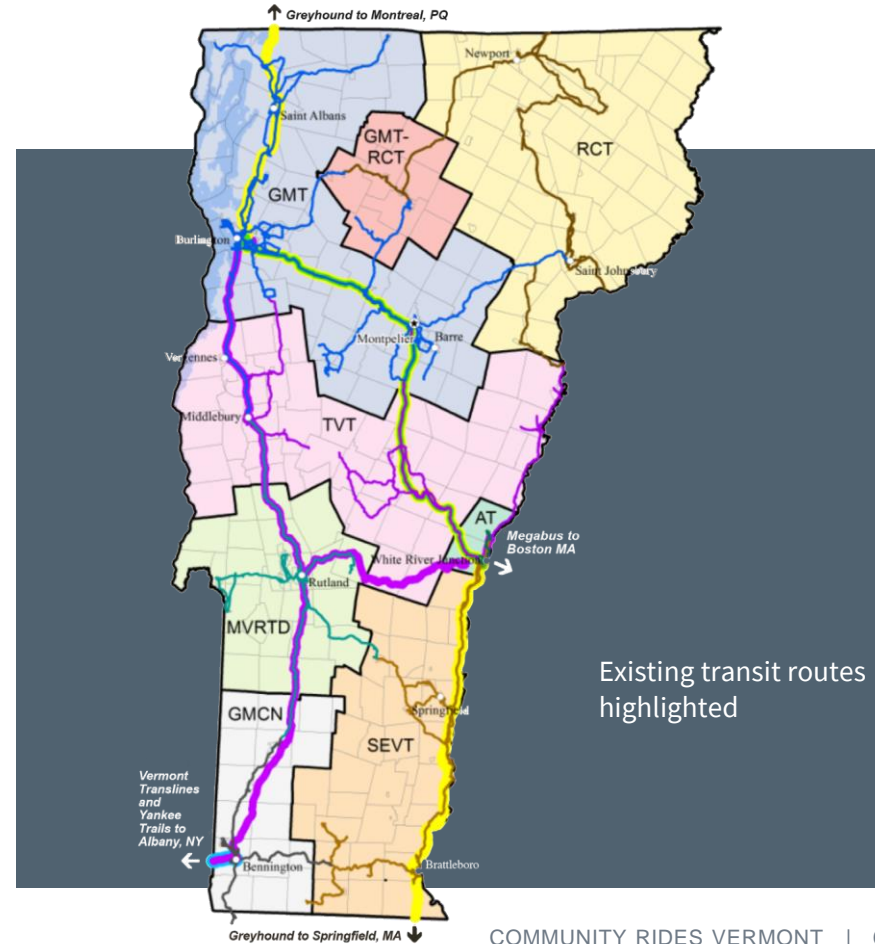 Greyhound to Montreal, PQ
Newport
Saint Albans
GMT-
RCT
RCT
GMT
Burlington
Saint Johnsbury
Montpelier
Barre
Vergennes
Middlebury
TVT
AT
Megabus to
Boston MA
White River Junction
Rutland
MVRTD
Existing transit routes
highlighted
GMCN
Springfield
SEVT
Vermont
Translines
and
Yankee
Trails to
Albany, NY
Bennington
Brattleboro
Greyhound to Springfield, MA
COMMUNITY RIDES VERMONT |